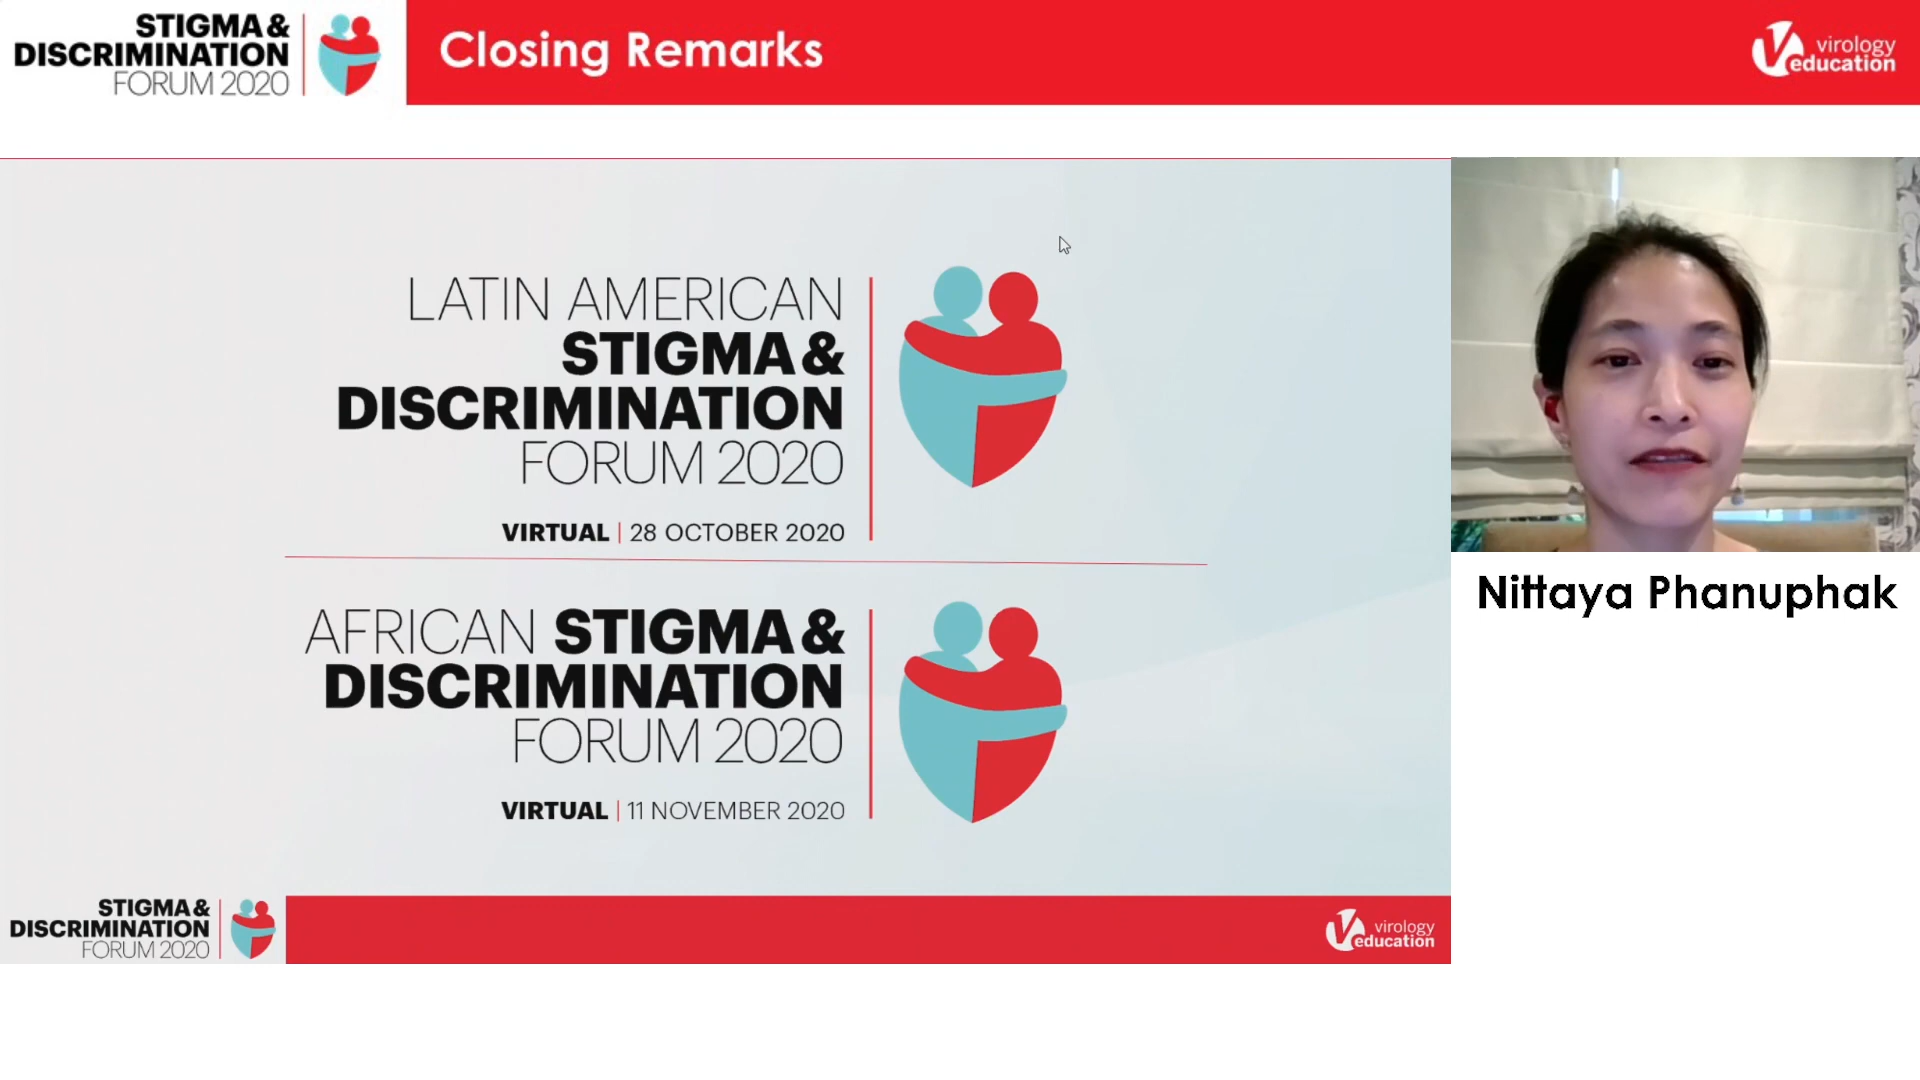 STIGMA &
DISCRIMINATION
FORUM 2020
Closing Remarks
virology
education
LATIN AMERICAN
STIGMA &
DISCRIMINATION
FORUM 2020
VIRTUAL | 28 OCTOBER 2020
AFRICAN STIGMA &
DISCRIMINATION
FORUM 2020
VIRTUAL | 11 NOVEMBER 2020
Nittaya Phanuphak
STIGMA &
DISCRIMINATION
FORUM 2020
virology
education